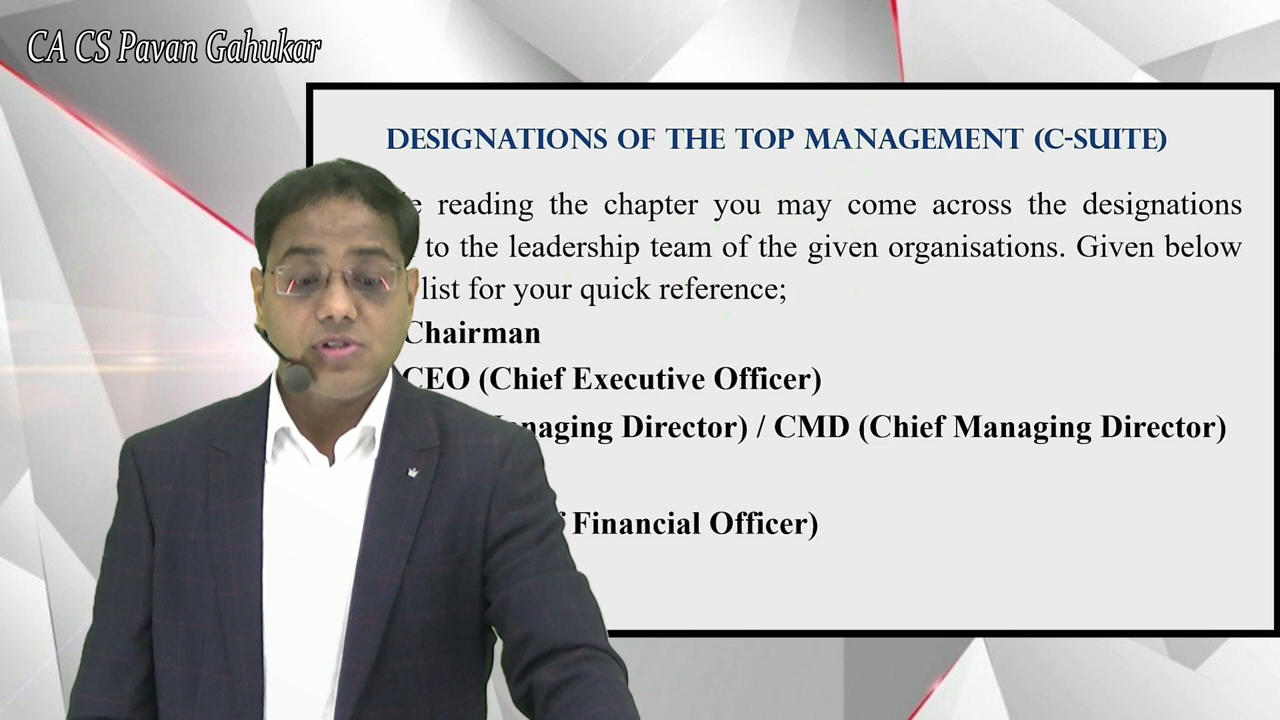 CA CS Pavan Gahukar
DESIGNATIONS OF THE TOP MANAGEMENT (C-SUITE)
reading the chapter you may come across the designations
to the leadership team of the given organisations. Given below
list for your quick reference;
Chairman
CEO (Chief Executive Officer)
Director) / CMD (Chief Managing Director)
Financial Officer)